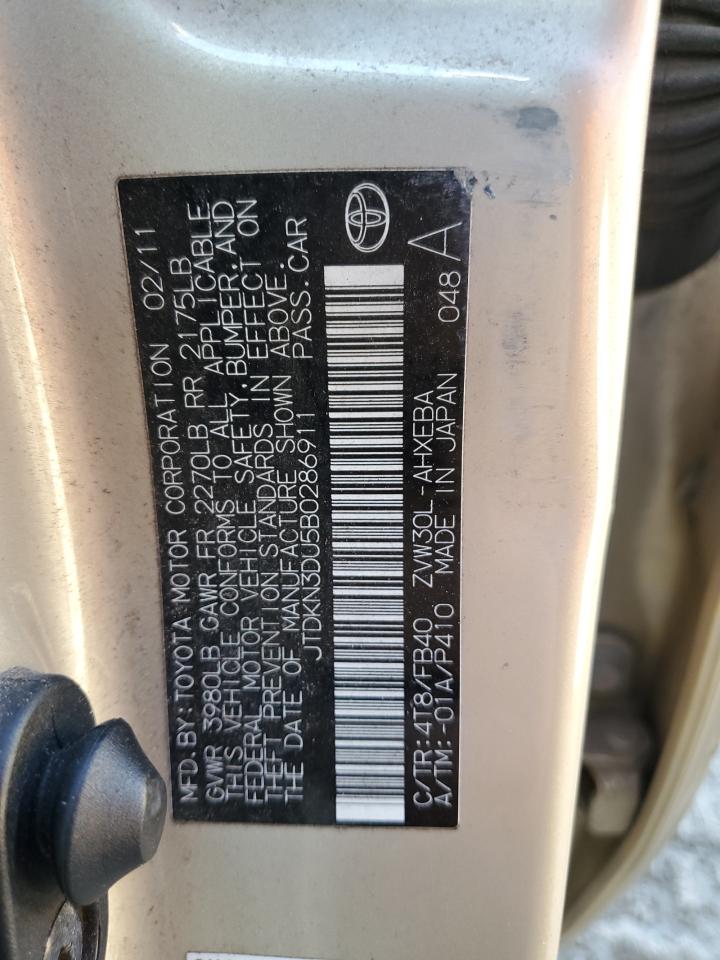 MFD.BY:TOYOTA MOTOR CORPORATION 02/11
GVWR 3980LB GAWR FR 2270LB RR 2175LB
THIS VEHICLE CONFORMS TO ALL APPLICABLE
FEDERAL MOTOR VEHICLE SAFETY.BUMPER.AND
THEFT PREVENTION STANDARDS IN EFFECT ON
THE DATE OF MANUFACTURE SHOWN ABOVE.
JTDKN3DU5B0286911 PASS.CAR
C/TR:4T8/FB40 ZVW30L -AHXEBA 048
A/TM:-01A/P410 MADE IN JAPAN A